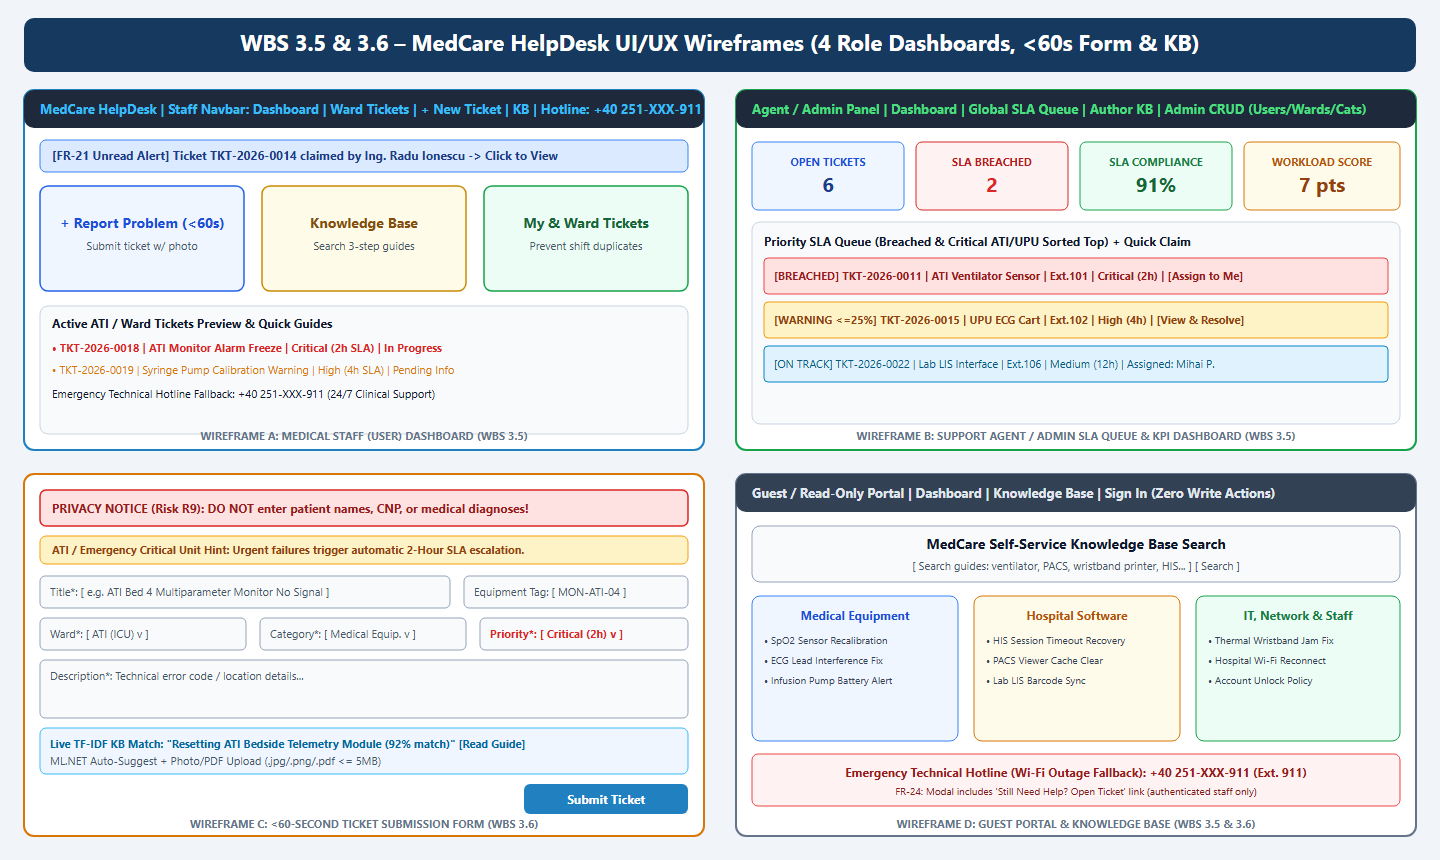 WBS 3.5 & 3.6 – MedCare HelpDesk UI/UX Wireframes (4 Role Dashboards, <60s Form & KB)
MedCare HelpDesk | Staff Navbar: Dashboard | Ward Tickets | + New Ticket | KB | Hotline: +40 251-XXX-911
[FR-21 Unread Alert] Ticket TKT-2026-0014 claimed by Ing. Radu Ionescu -> Click to View
+ Report Problem (<60s)
Submit ticket w/ photo
Knowledge Base
Search 3-step guides
My & Ward Tickets
Prevent shift duplicates
Active ATI / Ward Tickets Preview & Quick Guides
• TKT-2026-0018 | ATI Monitor Alarm Freeze | Critical (2h SLA) | In Progress
• TKT-2026-0019 | Syringe Pump Calibration Warning | High (4h SLA) | Pending Info
Emergency Technical Hotline Fallback: +40 251-XXX-911 (24/7 Clinical Support)
WIREFRAME A: MEDICAL STAFF (USER) DASHBOARD (WBS 3.5)
Agent / Admin Panel | Dashboard | Global SLA Queue | Author KB | Admin CRUD (Users/Wards/Cats)
OPEN TICKETS
6
SLA BREACHED
2
SLA COMPLIANCE
91%
WORKLOAD SCORE
7 pts
Priority SLA Queue (Breached & Critical ATI/UPU Sorted Top) + Quick Claim
[BREACHED] TKT-2026-0011 | ATI Ventilator Sensor | Ext.101 | Critical (2h) | [Assign to Me]
[WARNING <=25%] TKT-2026-0015 | UPU ECG Cart | Ext.102 | High (4h) | [View & Resolve]
[ON TRACK] TKT-2026-0022 | Lab LIS Interface | Ext.106 | Medium (12h) | Assigned: Mihai P.
WIREFRAME B: SUPPORT AGENT / ADMIN SLA QUEUE & KPI DASHBOARD (WBS 3.5)
PRIVACY NOTICE (Risk R9): DO NOT enter patient names, CNP, or medical diagnoses!
ATI / Emergency Critical Unit Hint: Urgent failures trigger automatic 2-Hour SLA escalation.
Title*: [ e.g. ATI Bed 4 Multiparameter Monitor No Signal ]
Equipment Tag: [ MON-ATI-04 ]
Ward*: [ ATI (ICU) v ]
Category*: [ Medical Equip. v ]
Priority*: [ Critical (2h) v ]
Description*: Technical error code / location details...
Live TF-IDF KB Match: "Resetting ATI Bedside Telemetry Module (92% match)" [Read Guide]
ML.NET Auto-Suggest + Photo/PDF Upload (.jpg/.png/.pdf <= 5MB)
Submit Ticket
WIREFRAME C: <60-SECOND TICKET SUBMISSION FORM (WBS 3.6)
Guest / Read-Only Portal | Dashboard | Knowledge Base | Sign In (Zero Write Actions)
MedCare Self-Service Knowledge Base Search
[ Search guides: ventilator, PACS, wristband printer, HIS... ] [ Search ]
Medical Equipment
• SpO2 Sensor Recalibration
• ECG Lead Interference Fix
• Infusion Pump Battery Alert
Hospital Software
• HIS Session Timeout Recovery
• PACS Viewer Cache Clear
• Lab LIS Barcode Sync
IT, Network & Staff
• Thermal Wristband Jam Fix
• Hospital Wi-Fi Reconnect
• Account Unlock Policy
Emergency Technical Hotline (Wi-Fi Outage Fallback): +40 251-XXX-911 (Ext. 911)
FR-24: Modal includes 'Still Need Help? Open Ticket' link (authenticated staff only)
WIREFRAME D: GUEST PORTAL & KNOWLEDGE BASE (WBS 3.5 & 3.6)